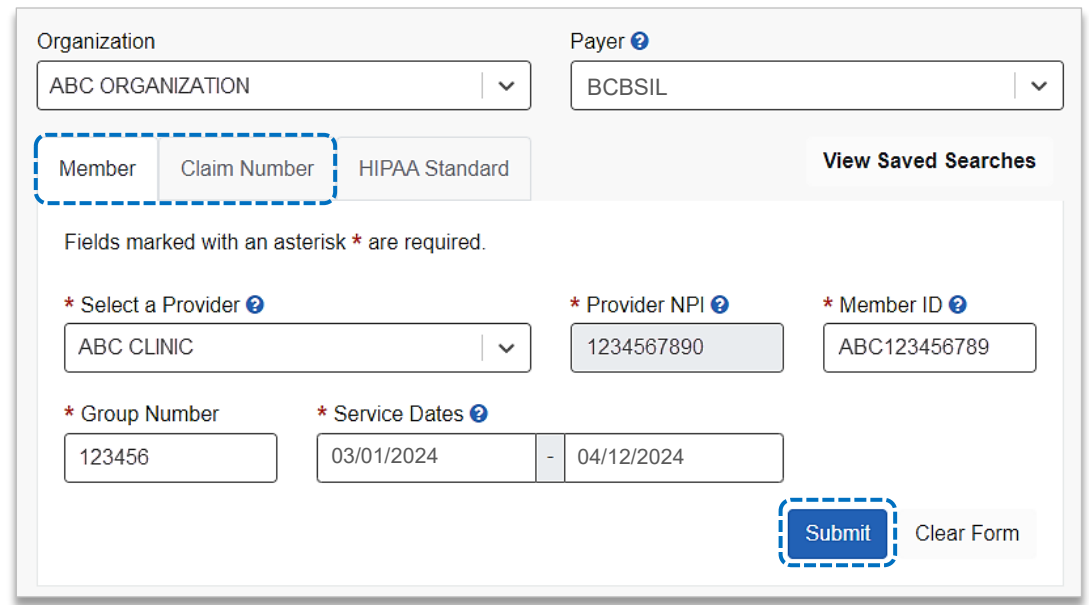 Organization
Payer
ABC ORGANIZATION
BCBSIL
Member
Claim Number
HIPAA Standard
View Saved Searches
Fields marked with an asterisk * are required.
* Select a Provider ?
* Provider NPI ?
* Member ID ?
ABC CLINIC
1234567890
ABC123456789
* Group Number
* Service Dates ?
123456
03/01/2024 - 04/12/2024
Submit
Clear Form